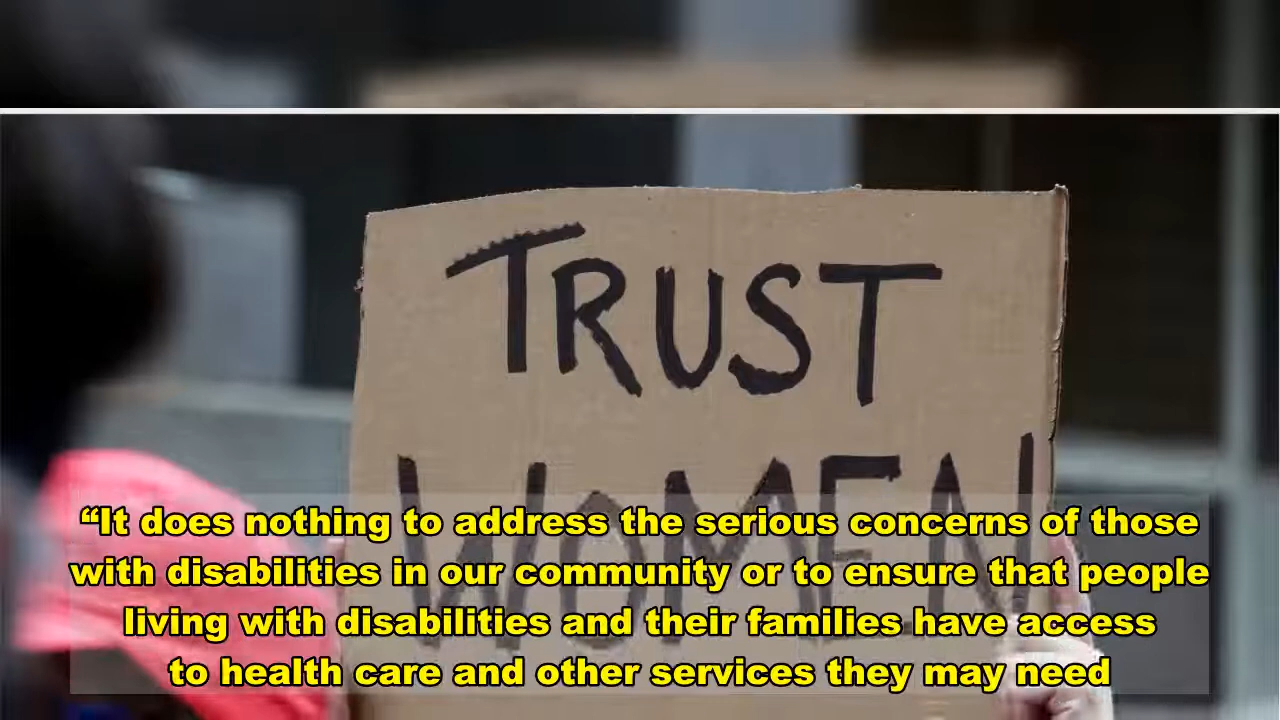 TRUST
WOMEN
“It does nothing to address the serious concerns of those
with disabilities in our community or to ensure that people
living with disabilities and their families have access
to health care and other services they may need